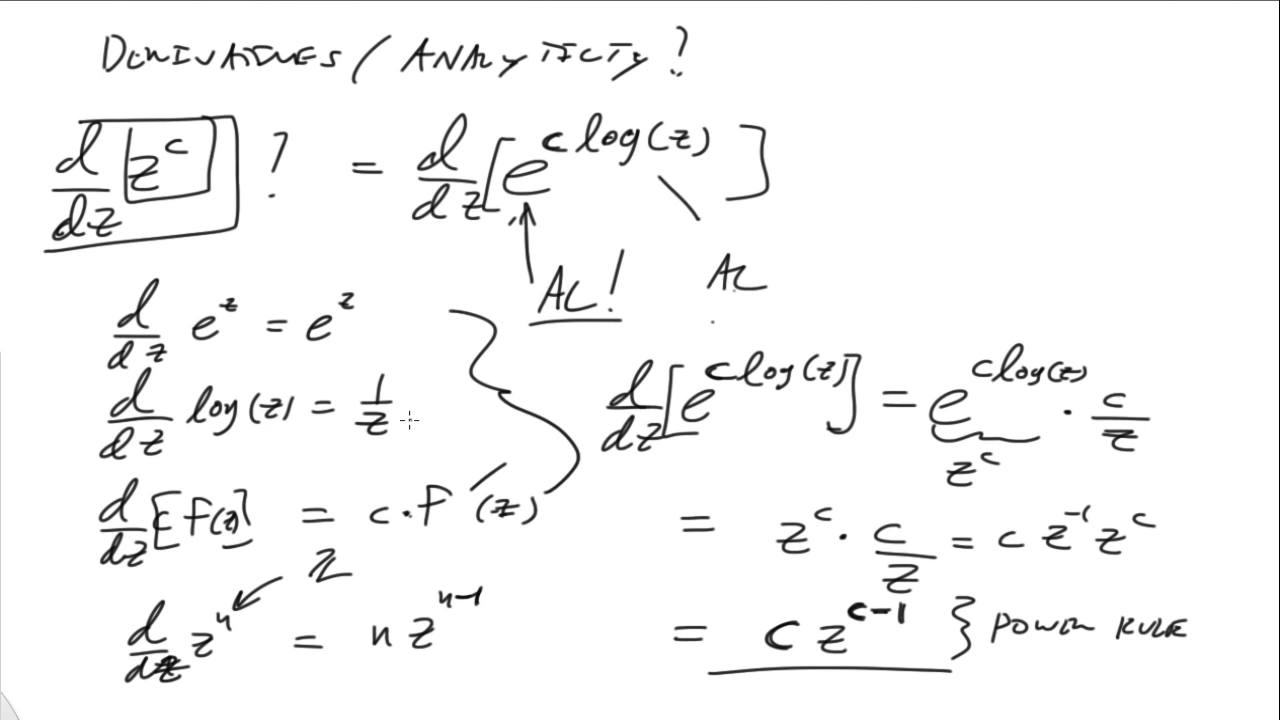 DERIVATIVES / ANALYTICITY ?
d/dz z^c ? = d/dz [e^{c log(z)}]
AC! AC
d/dz e^z = e^z
d/dz log(z) = 1/z
d/dz [e^{c log(z)}] = e^{c log(z)} · c/z
z^c
d/dz [c f(z)] = c · f'(z)
= z^c · c/z = c z^{-1} z^c
ℤ
d/dz z^n = n z^{n-1}
= c z^{c-1} } POWER RULE